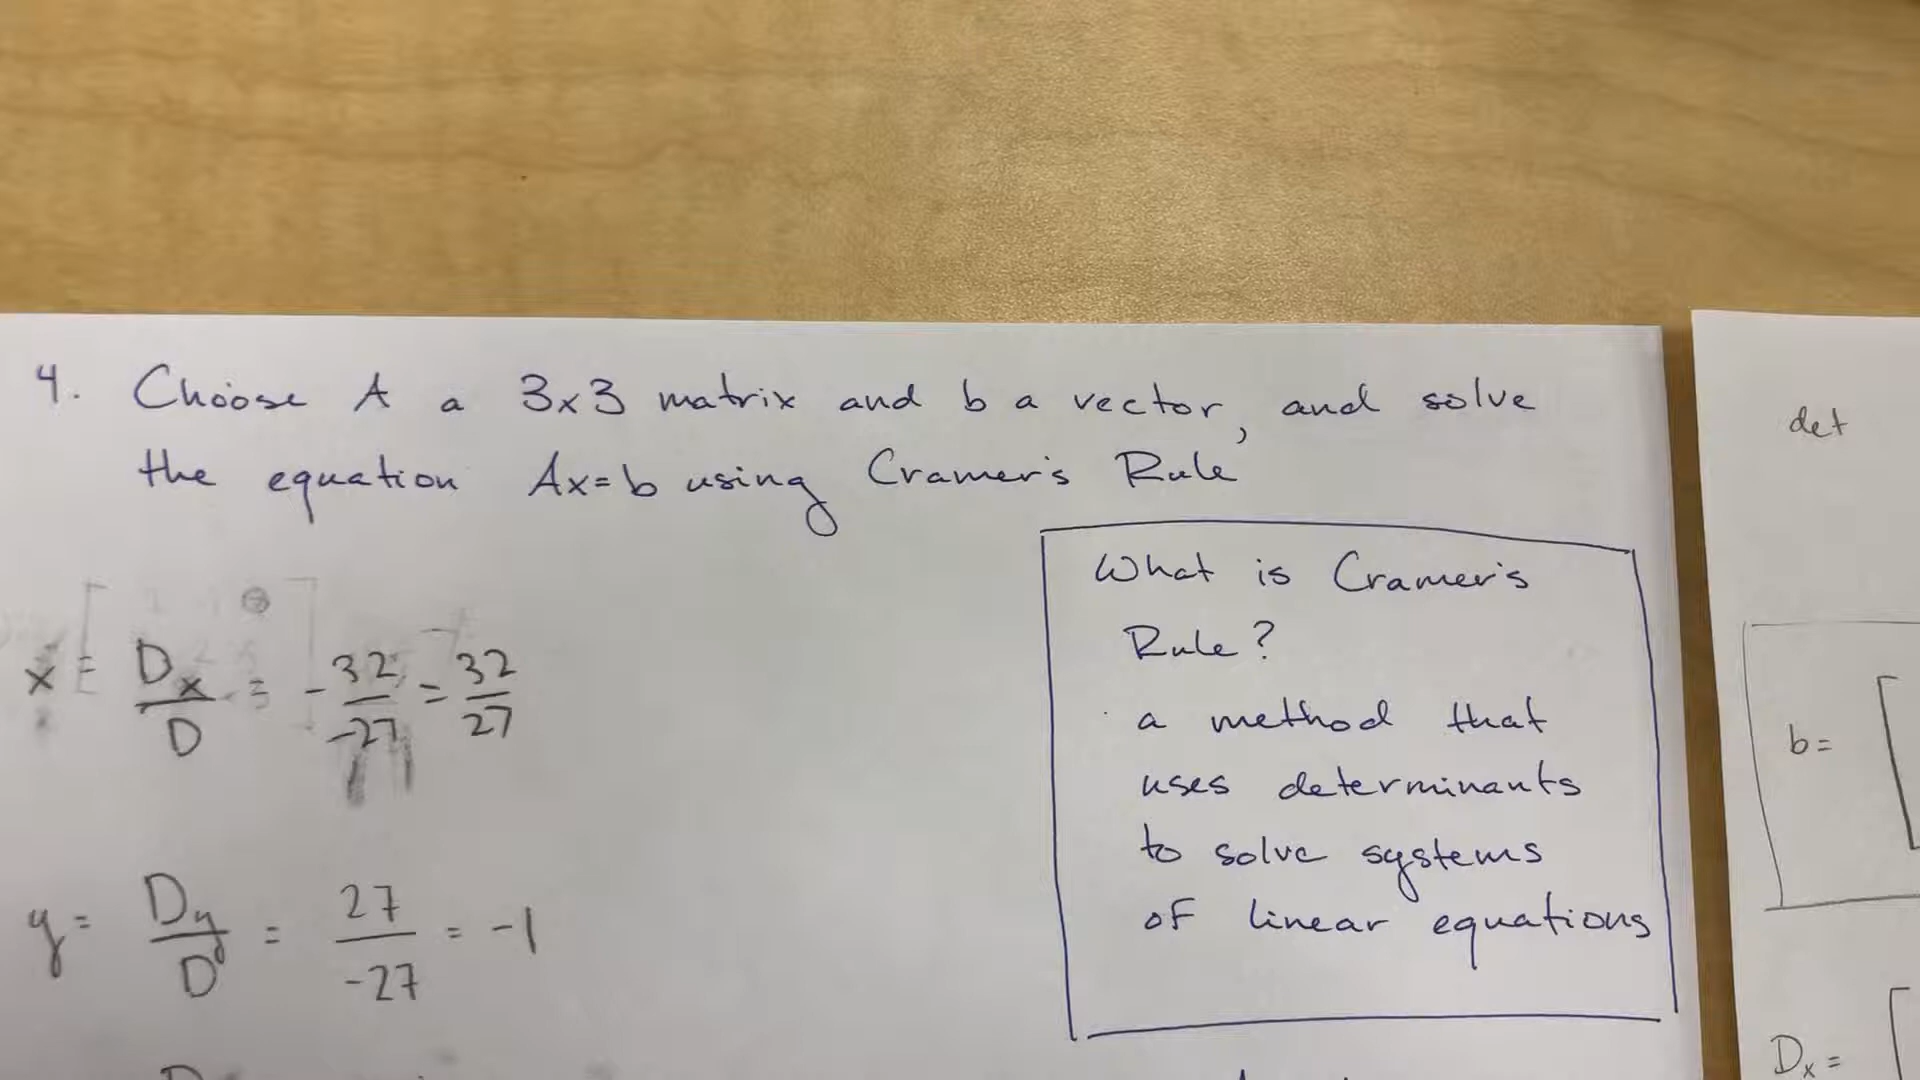 4. Choose A a 3x3 matrix and b a vector, and solve
the equation Ax=b using Cramer's Rule
What is Cramer's
Rule?
a method that
uses determinants
to solve systems
of linear equations
x = Dx/D = -32/-27 = 32/27
y = Dy/D = 27/-27 = -1
det
b=
Dx =